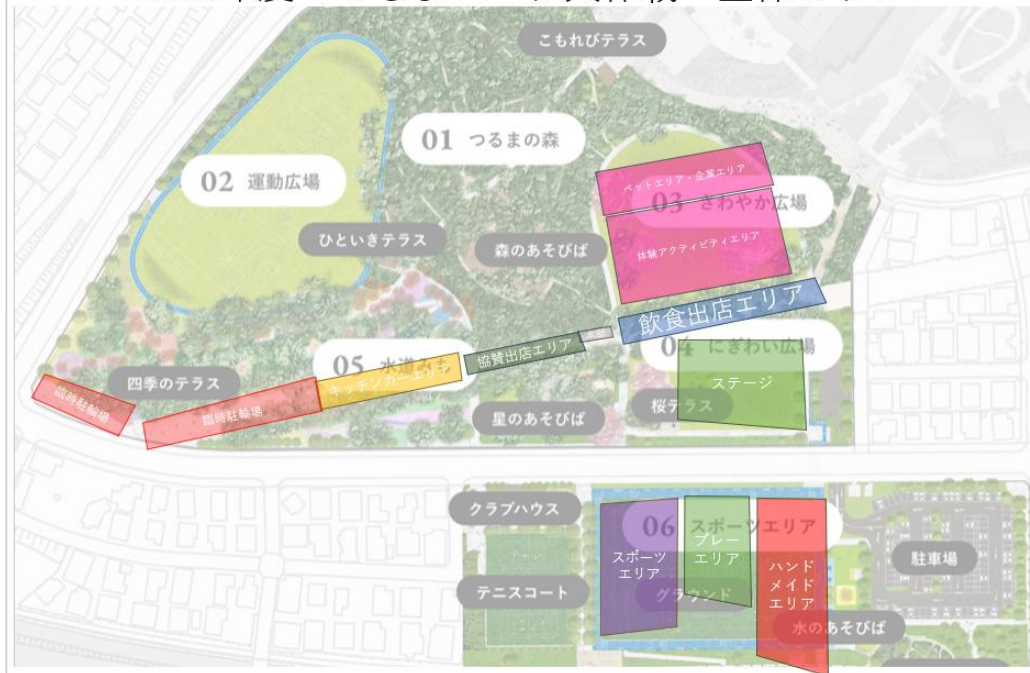 こもれびテラス
01 つるまの森
02 運動広場
ペットエリア・企業エリア
03 さわやか広場
ひといきテラス
森のあそびば
体験アクティビティエリア
飲食出店エリア
協賛出店エリア
04 にぎわい広場
05 水道みち
キッチンカーエリア
四季のテラス
臨時駐輪場
臨時駐輪場
ステージ
桜テラス
星のあそびば
クラブハウス
06 スポーツエリア
スポーツ
エリア
プレー
エリア
ハンド
メイド
エリア
駐車場
テニスコート
グラウンド
水のあそびば